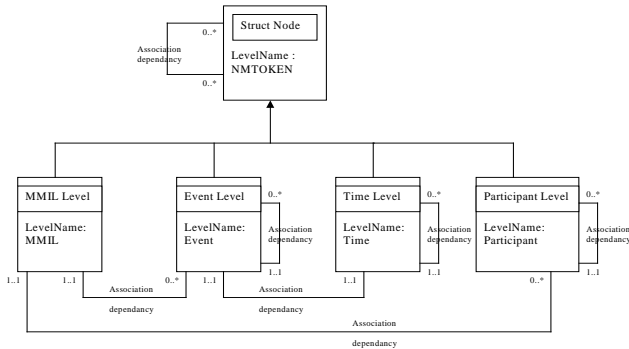 Struct Node
0..*
Association
dependancy
LevelName :
NMTOKEN
0..*
MMIL Level
Event Level
0..*
Time Level
0..*
Participant Level
0..*
LevelName:
MMIL
LevelName:
Event
Association
dependancy
LevelName:
Time
Association
dependancy
LevelName:
Participant
Association
dependancy
1..1
1..1
0..*
1..1
1..1
1..1
1..1
0..*
1..1
Association
dependancy
Association
dependancy
Association
dependancy